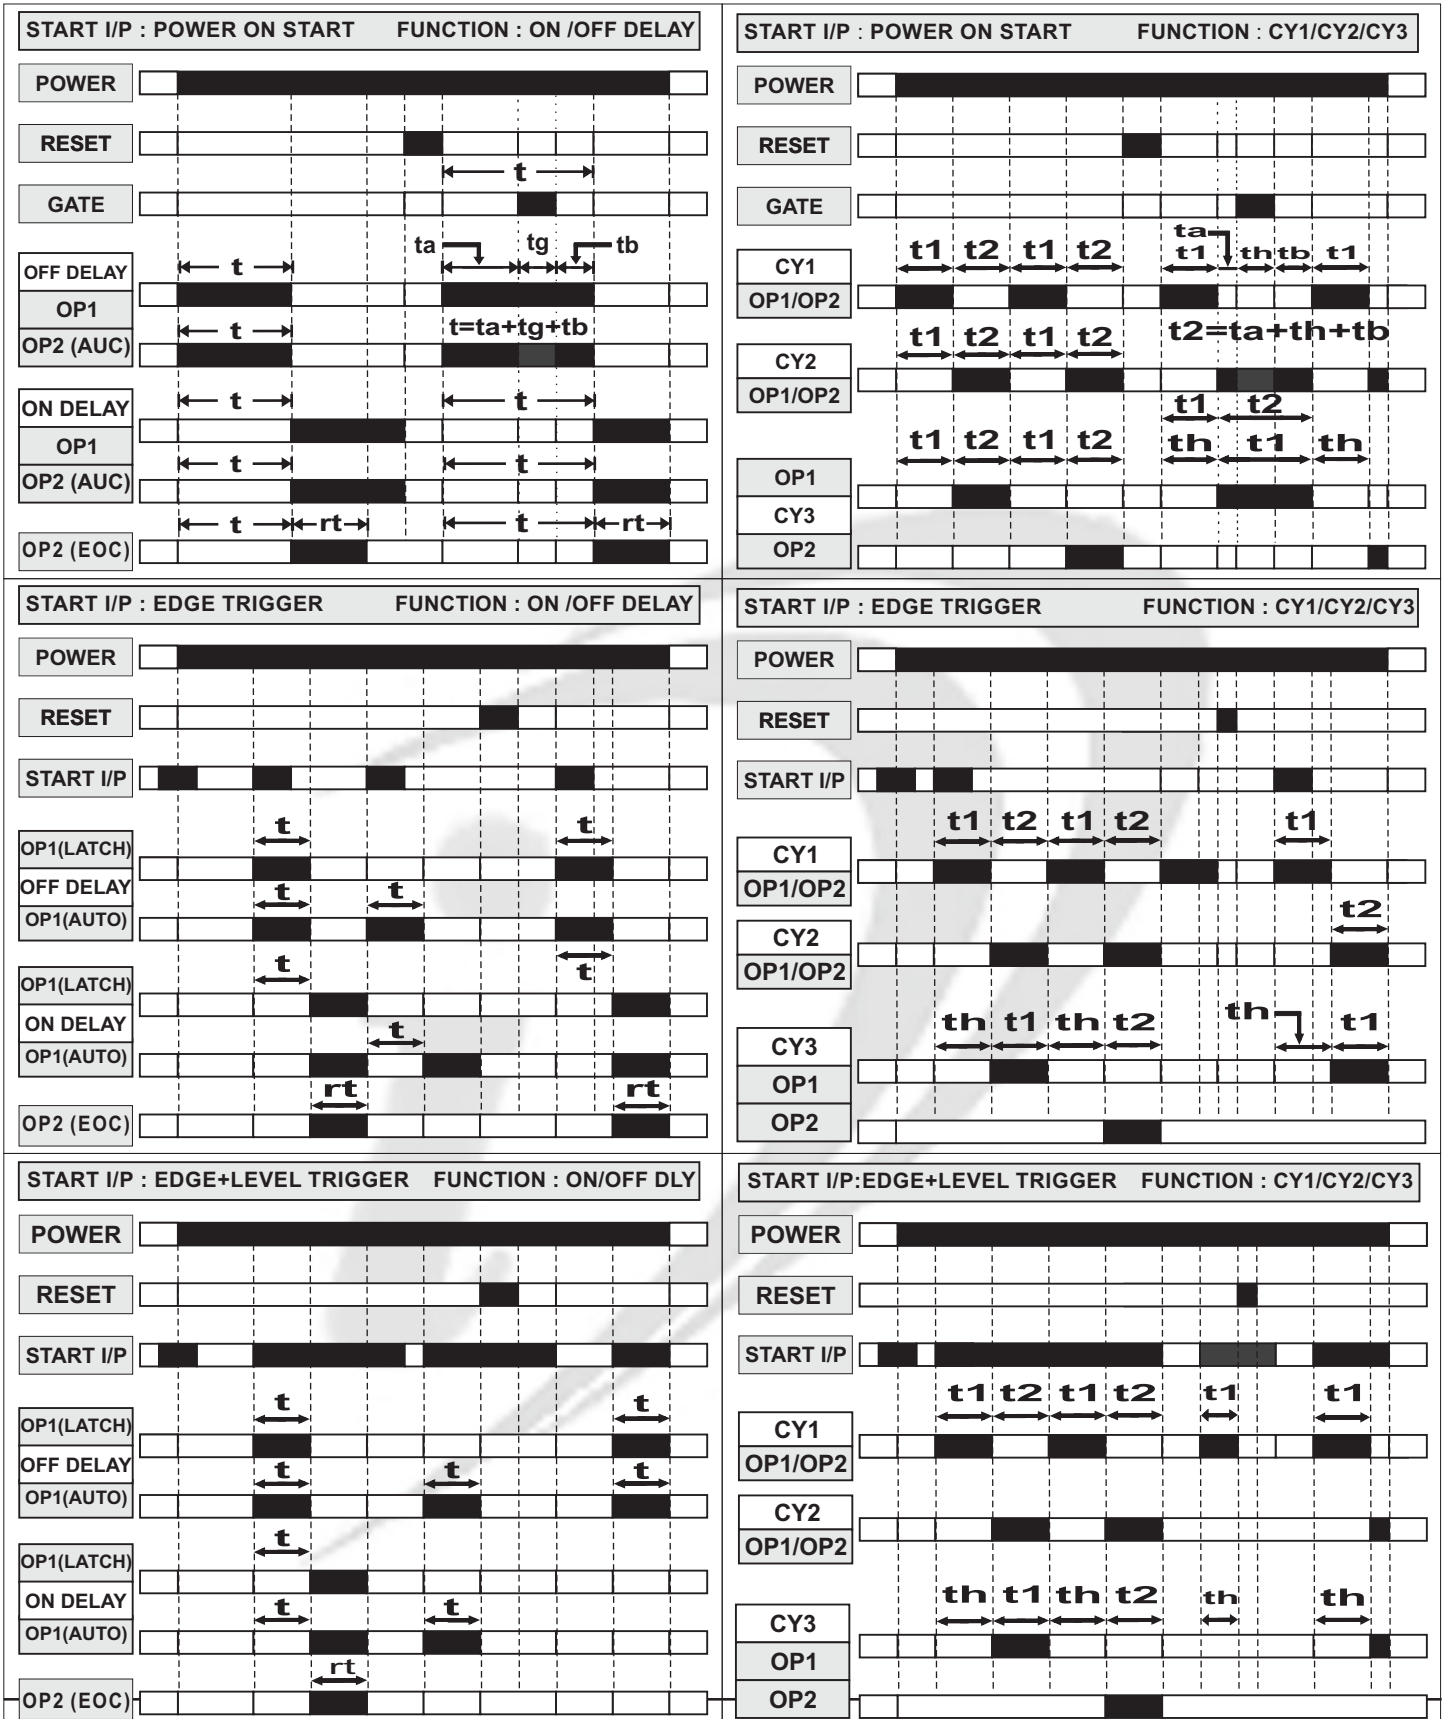 START I/P : POWER ON START FUNCTION : ON /OFF DELAY
POWER
RESET
t
GATE
ta tg tb
OFF DELAY t
OP1
t t=ta+tg+tb
OP2 (AUC)
ON DELAY t t
OP1
t t
OP2 (AUC)
t rt t rt
OP2 (EOC)
START I/P : POWER ON START FUNCTION : CY1/CY2/CY3
POWER
RESET
GATE
ta
t1 t2 t1 t2 t1 th tb t1
CY1
OP1/OP2
t1 t2 t1 t2 t2=ta+th+tb
CY2
OP1/OP2
t1 t2
t1 t2 t1 t2 th t1 th
OP1
CY3
OP2
START I/P : EDGE TRIGGER FUNCTION : ON /OFF DELAY
POWER
RESET
START I/P
t t
OP1(LATCH)
OFF DELAY t t
OP1(AUTO)
t t
OP1(LATCH)
ON DELAY t
OP1(AUTO)
rt rt
OP2 (EOC)
START I/P : EDGE TRIGGER FUNCTION : CY1/CY2/CY3
POWER
RESET
START I/P
t1 t2 t1 t2 t1
CY1
OP1/OP2
t2
CY2
OP1/OP2
th
th t1 th t2 t1
CY3
OP1
OP2
START I/P : EDGE+LEVEL TRIGGER FUNCTION : ON/OFF DLY
POWER
RESET
START I/P
t t
OP1(LATCH)
OFF DELAY t t t
OP1(AUTO)
t
OP1(LATCH)
ON DELAY t t
OP1(AUTO)
rt
OP2 (EOC)
START I/P:EDGE+LEVEL TRIGGER FUNCTION : CY1/CY2/CY3
POWER
RESET
START I/P
t1 t2 t1 t2 t1 t1
CY1
OP1/OP2
CY2
OP1/OP2
th t1 th t2 th th
CY3
OP1
OP2